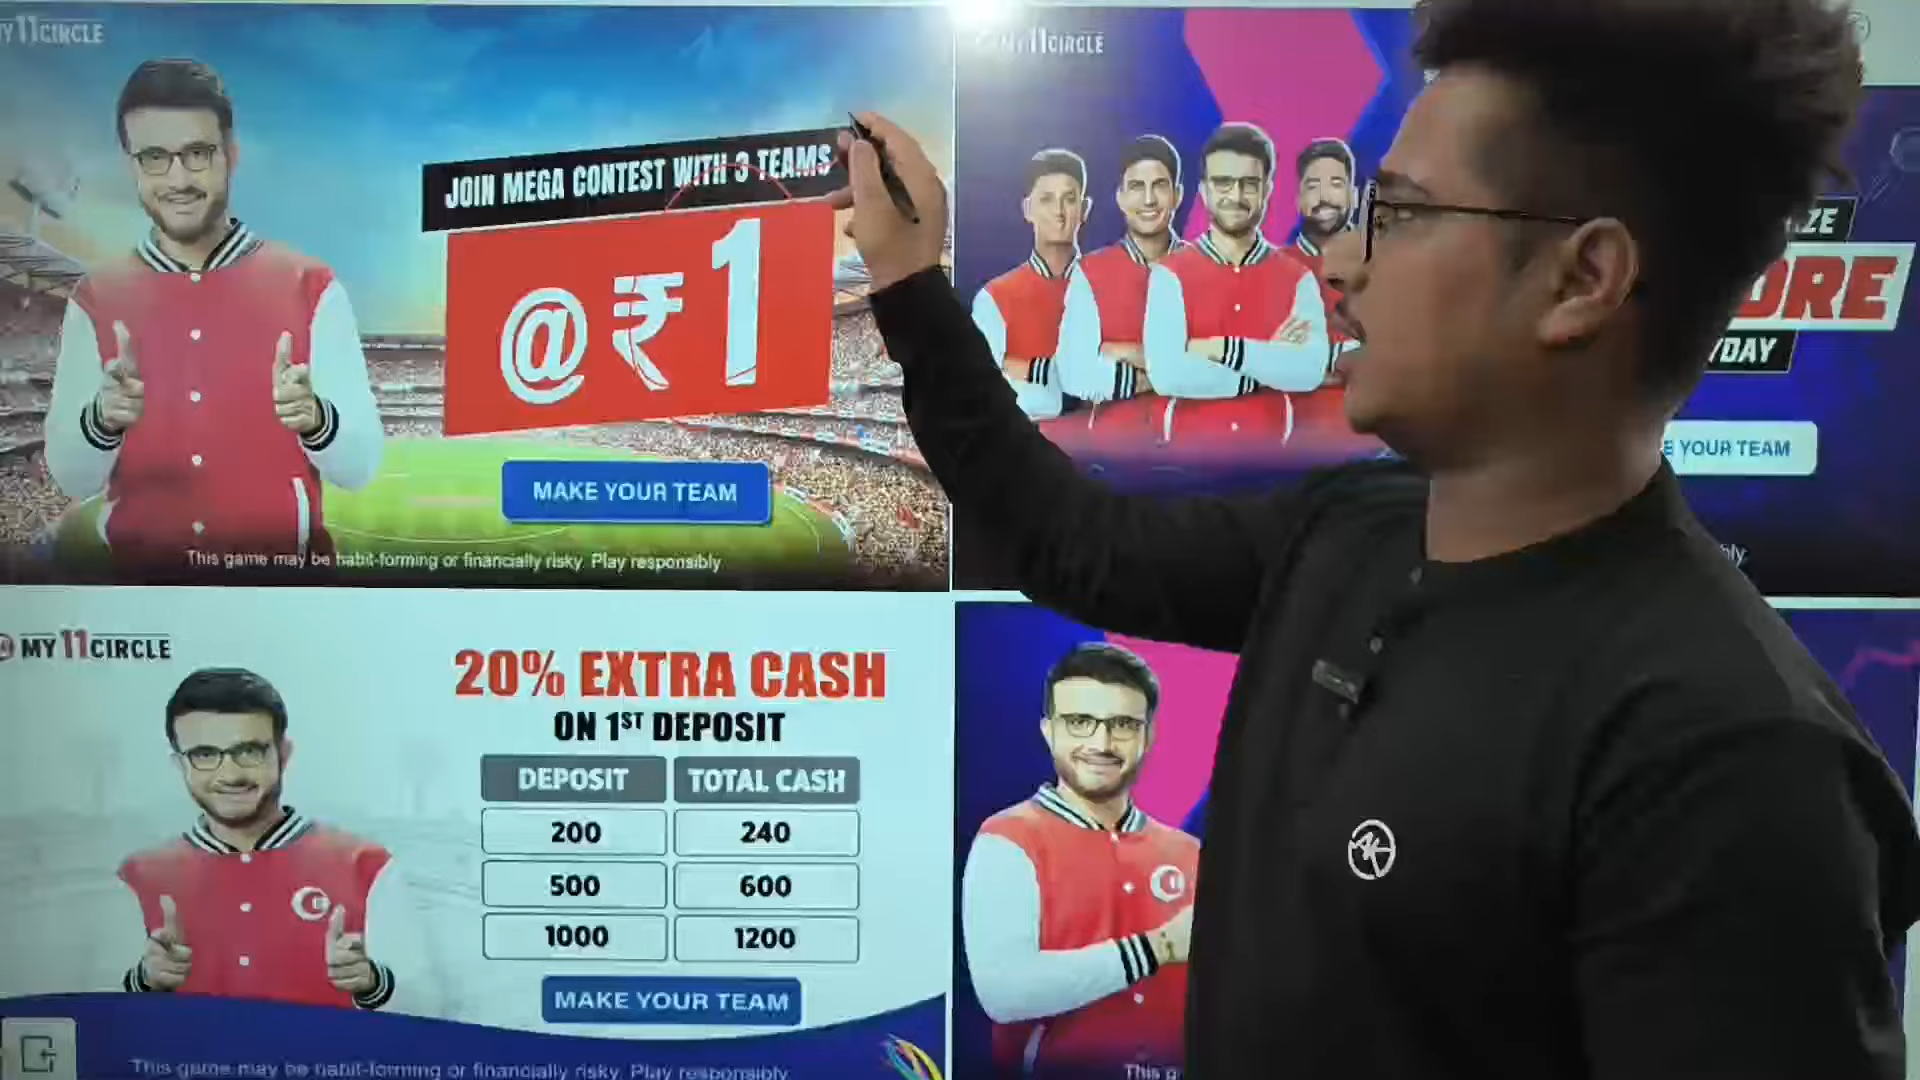 MY11CIRCLE
JOIN MEGA CONTEST WITH 3 TEAMS
@ ₹1
MAKE YOUR TEAM
This game may be habit-forming or financially risky. Play responsibly
MY11CIRCLE
YOUR TEAM
MY11CIRCLE
20% EXTRA CASH
ON 1ST DEPOSIT
DEPOSIT TOTAL CASH
200 240
500 600
1000 1200
MAKE YOUR TEAM
This game may be habit-forming or financially risky. Play responsibly
This